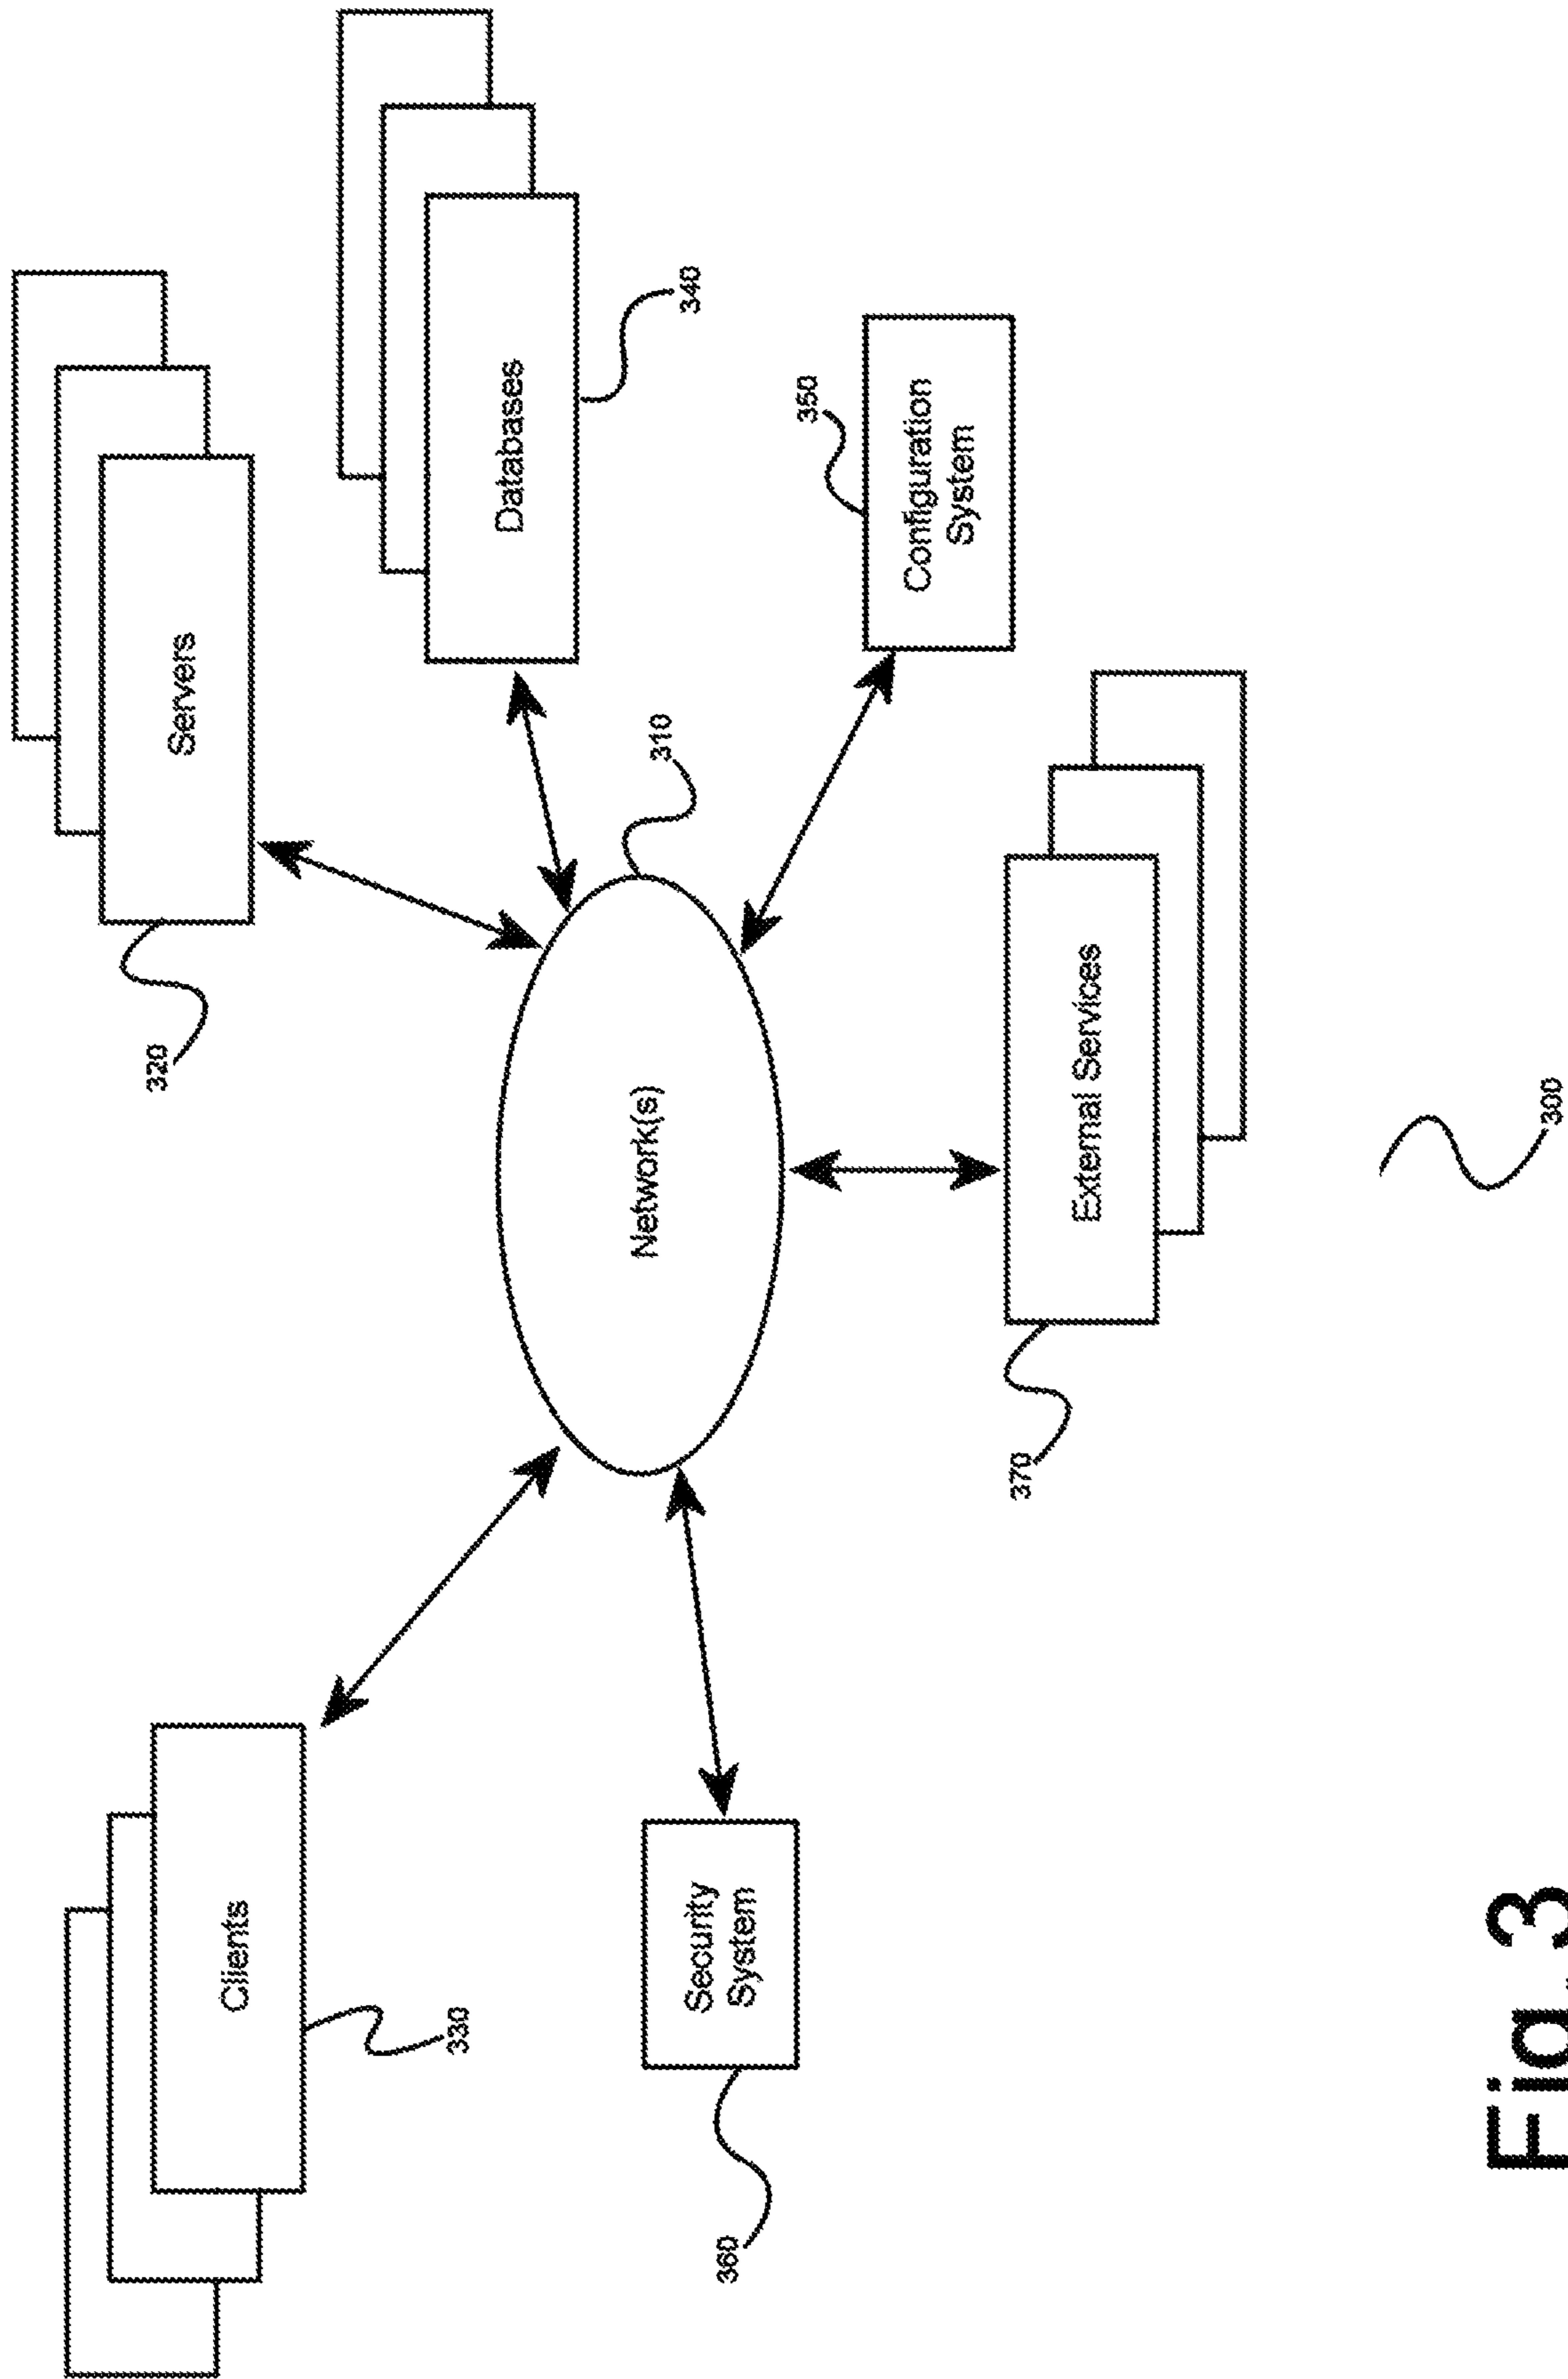 320
Servers
Clients
330
Databases
340
Network(s)
310
Security
System
360
350
Configuration
System
External Services
370
300
Fig. 3